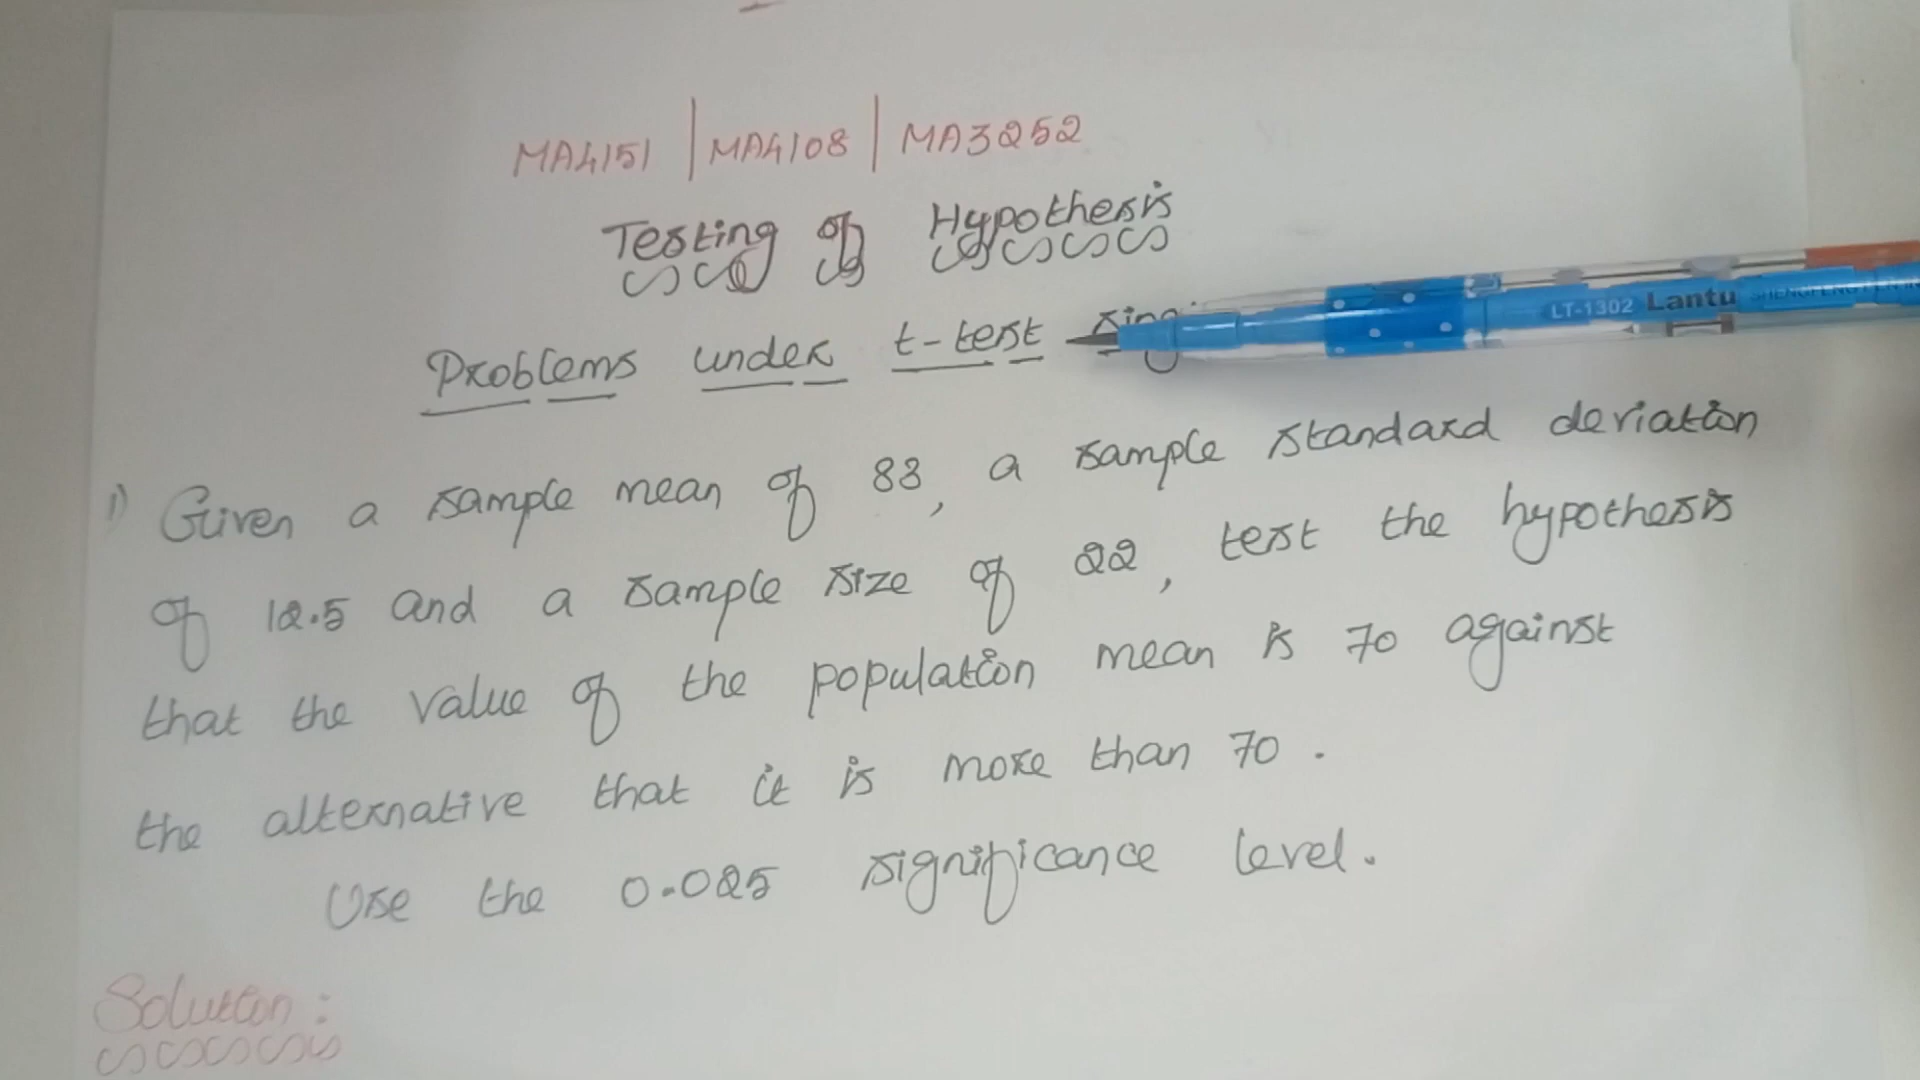 MA4151 | MA4108 | MA3252
Testing of Hypothesis
Problems under t-test
LT-1302 Lantu
1) Given a sample mean of 83, a sample standard deviation
of 12.5 and a sample size of 22, test the hypothesis
that the value of the population mean is 70 against
the alternative that it is more than 70.
Use the 0.025 significance level.
Solution: